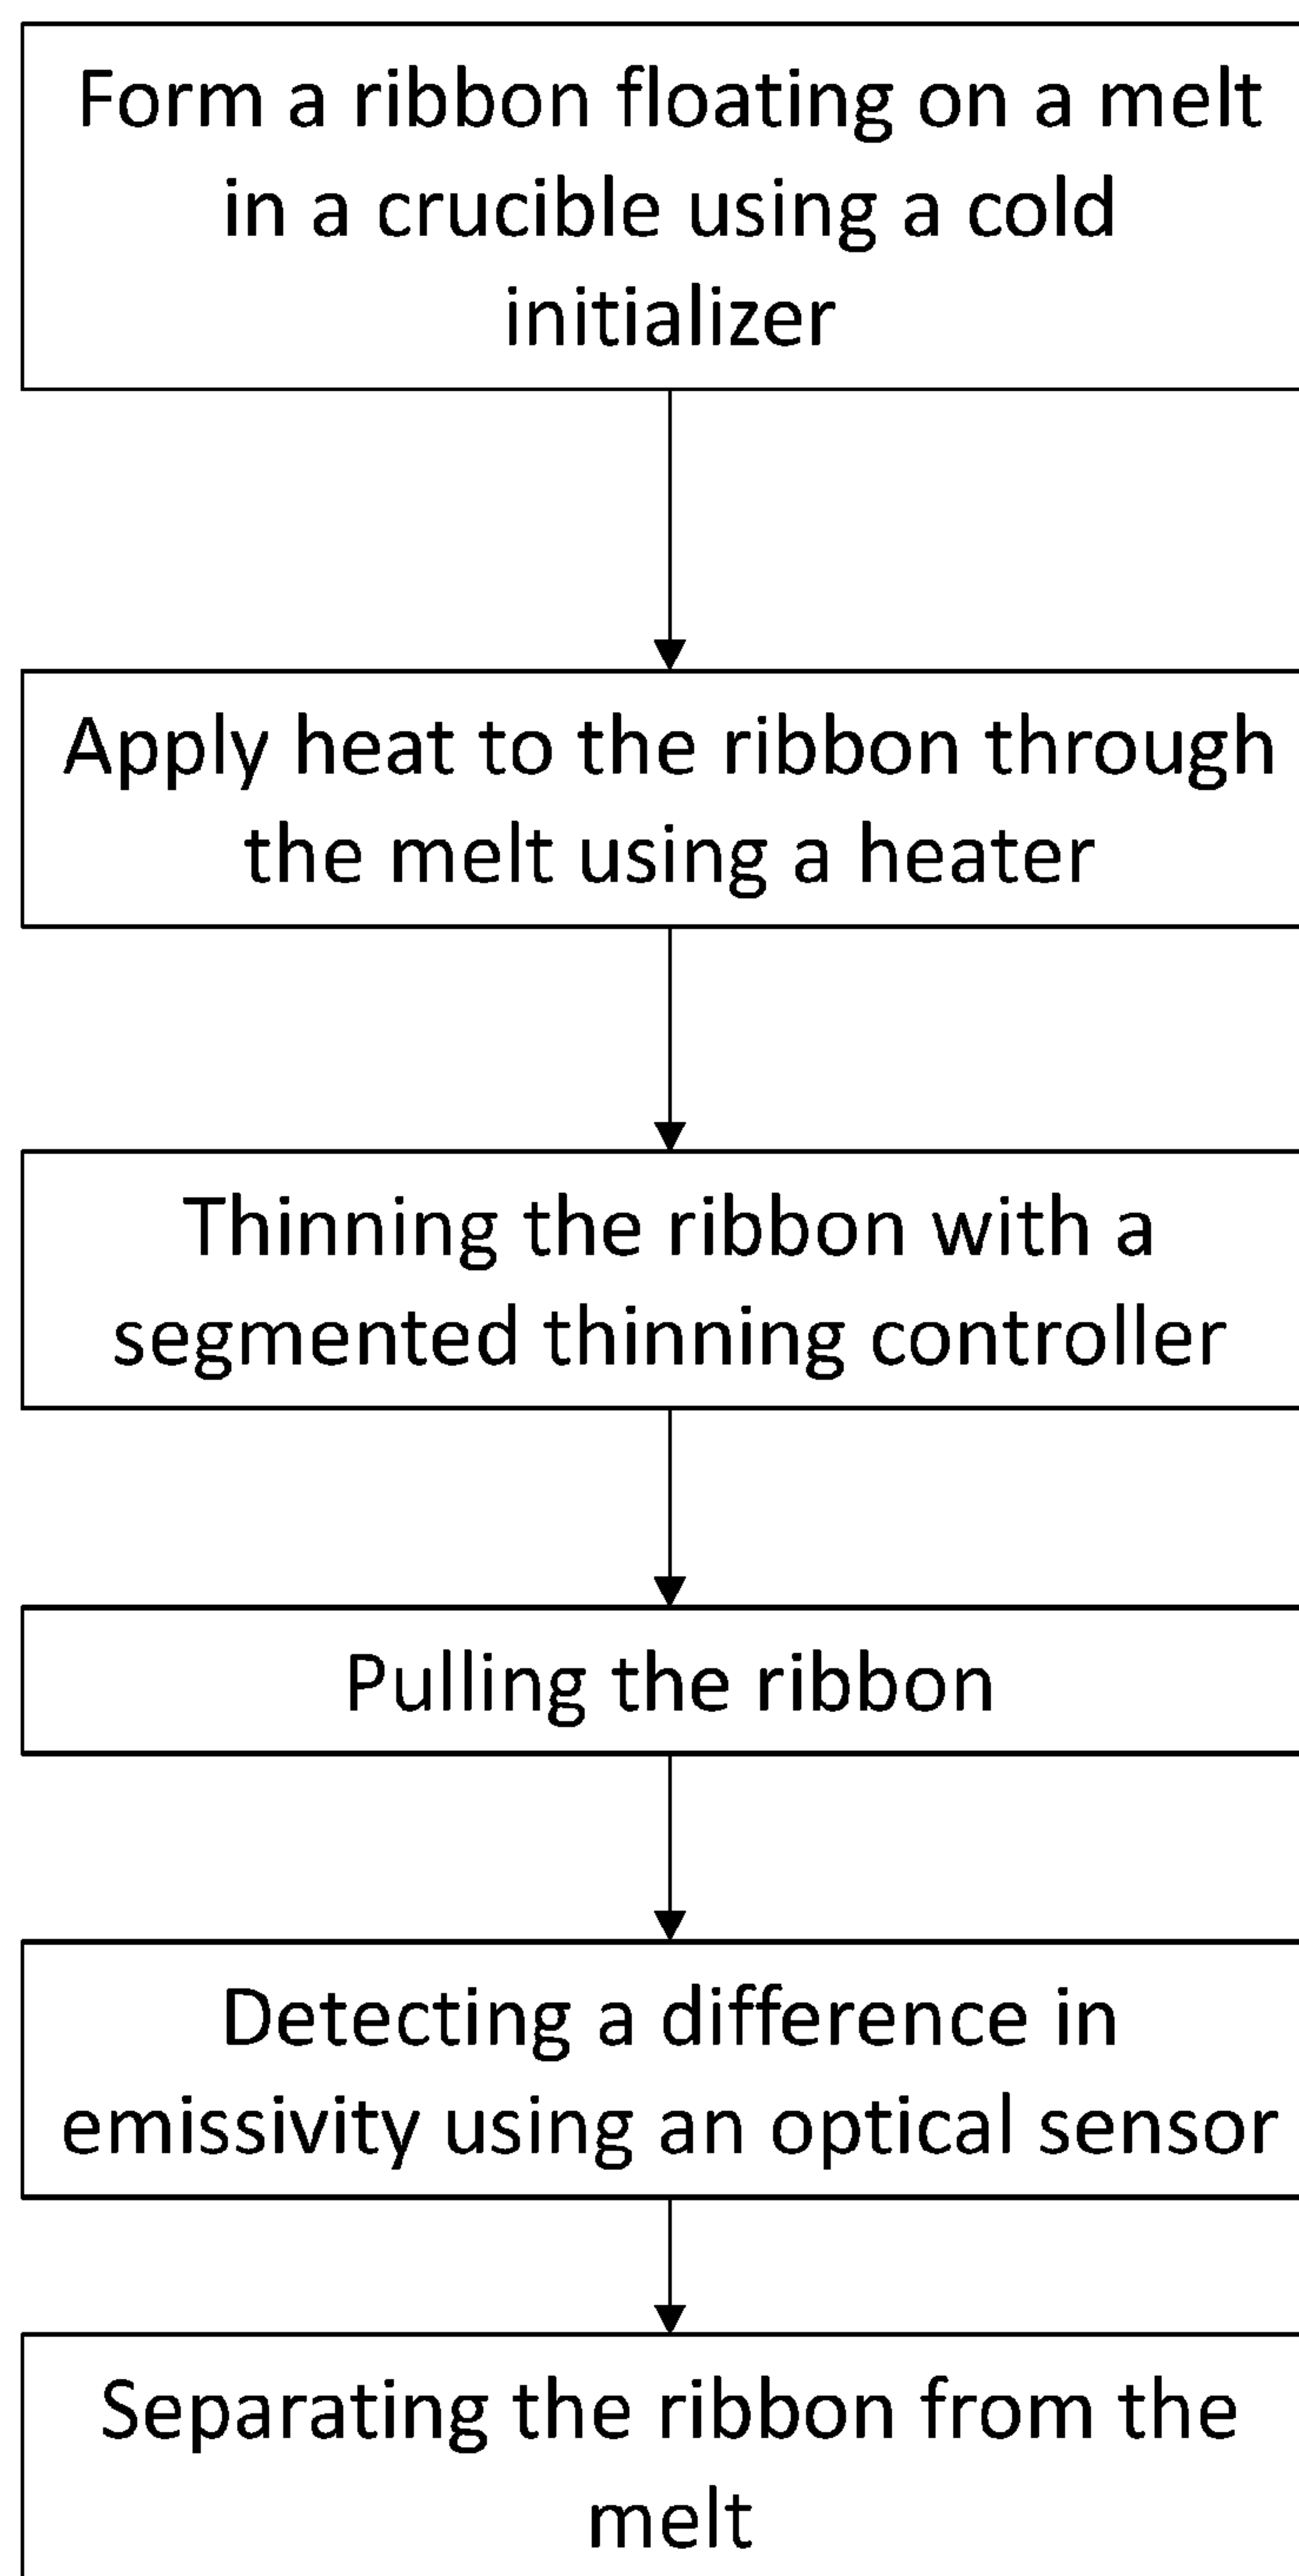 Form a ribbon floating on a melt
in a crucible using a cold
initializer
Apply heat to the ribbon through
the melt using a heater
Thinning the ribbon with a
segmented thinning controller
Pulling the ribbon
Detecting a difference in
emissivity using an optical sensor
Separating the ribbon from the
melt